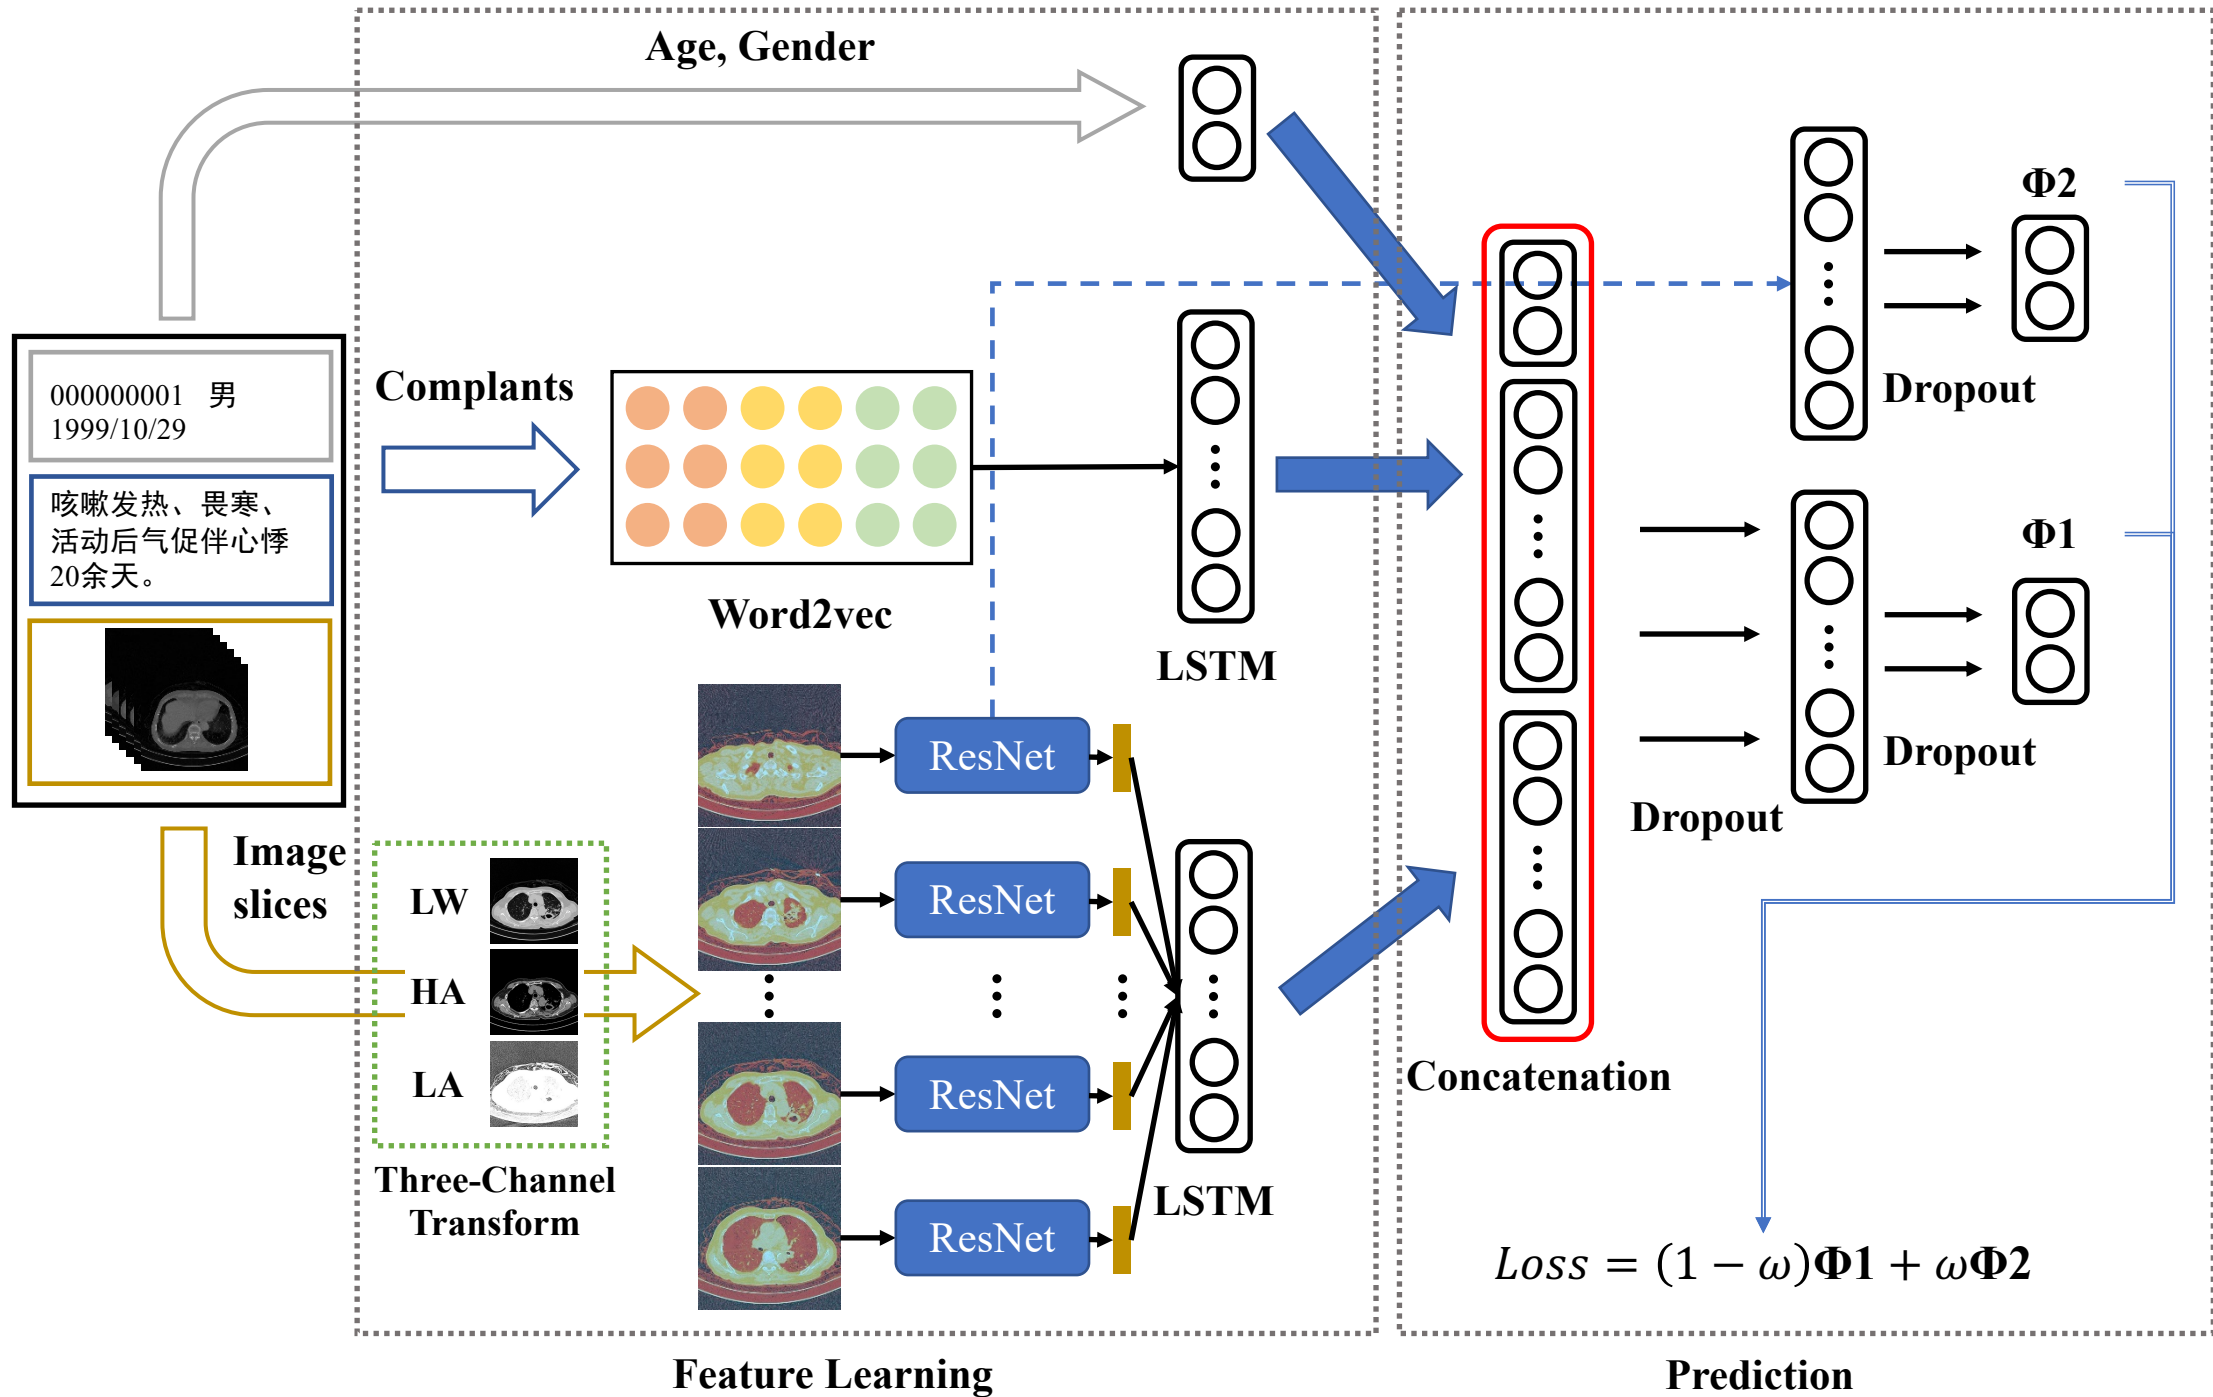 Age, Gender
000000001 男
1999/10/29
咳嗽发热、畏寒、
活动后气促伴心悸
20余天。
Complants
Word2vec
LSTM
Image
slices
LW
HA
LA
Three-Channel
Transform
ResNet
ResNet
ResNet
ResNet
LSTM
Feature Learning
Concatenation
Dropout
Φ2
Dropout
Φ1
Dropout
Loss = (1 − ω)Φ1 + ωΦ2
Prediction